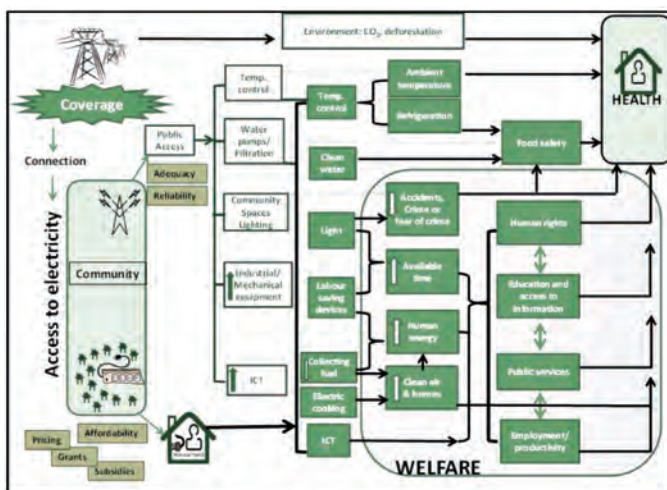 Environment: CO₂, deforestation
Coverage
Connection
Access to electricity
Community
Public
Access
Adequacy
Reliability
Affordability
Pricing
Grants
Subsidies
Temp.
control
Water
pumps/
Filtration
Community
Spaces
Lighting
Industrial/
Mechanical
equipment
ICT
Temp.
control
Clean
water
Light
Labour
saving
devices
Collecting
fuel
Electric
cooking
ICT
Ambient
temperature
Refrigeration
Accidents,
Crime or
fear of crime
Available
time
Human
energy
Clean air
& homes
Food safety
Human rights
Education and
access to
information
Public services
Employment/
productivity
WELFARE
HEALTH